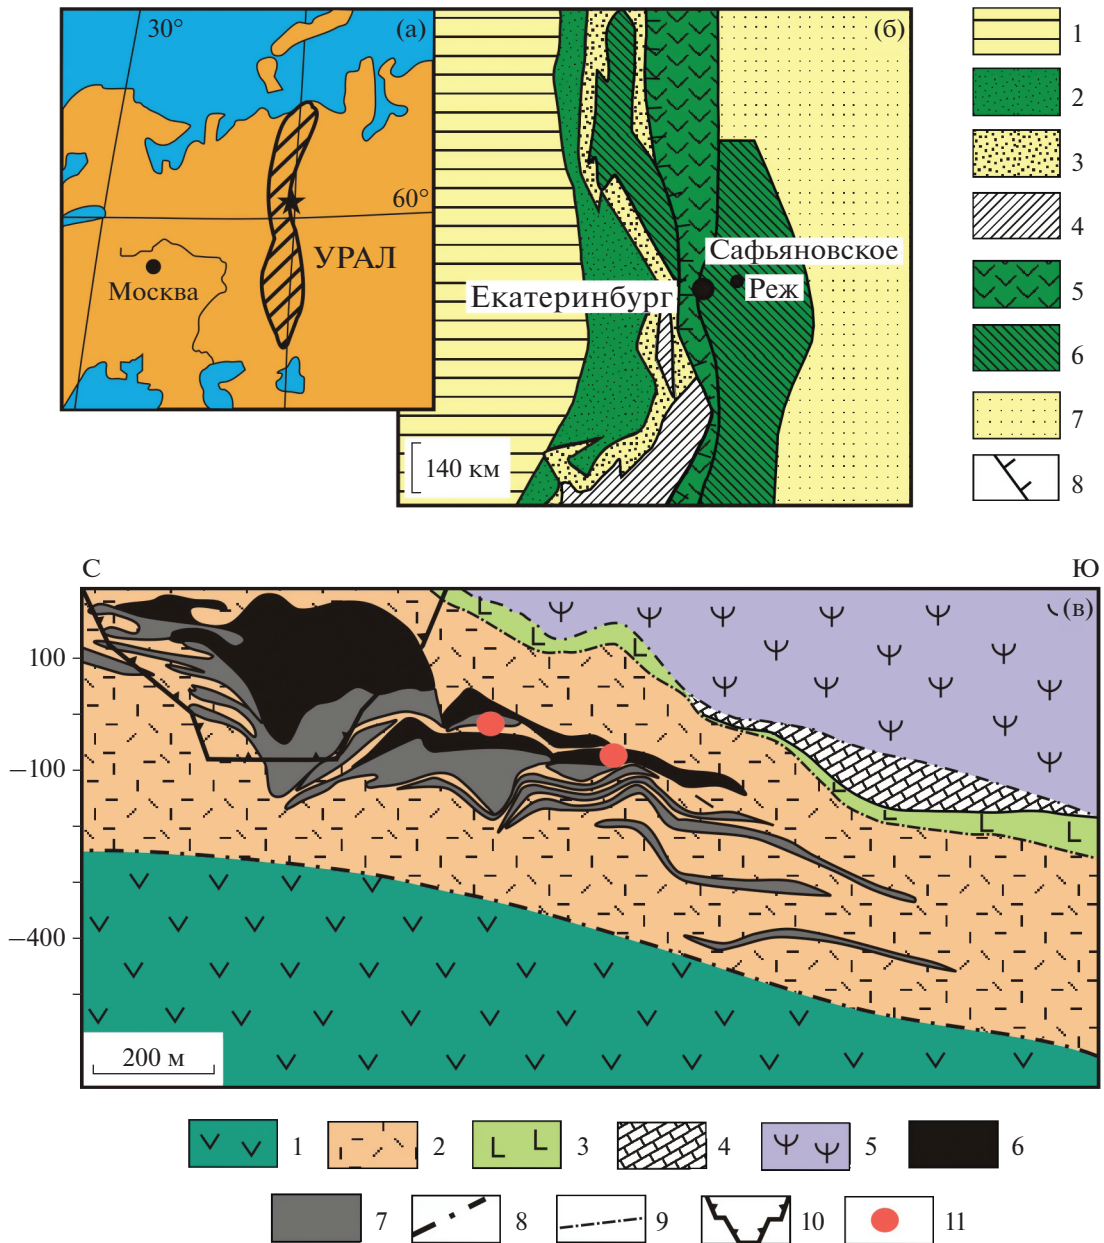 30°
(а)
60°
УРАЛ
Москва
(б)
Сафьяновское
Екатеринбург
Реж
140 км
1
2
3
4
5
6
7
8
С
Ю
(в)
100
–100
–400
200 м
1
2
3
4
5
6
7
8
9
10
11